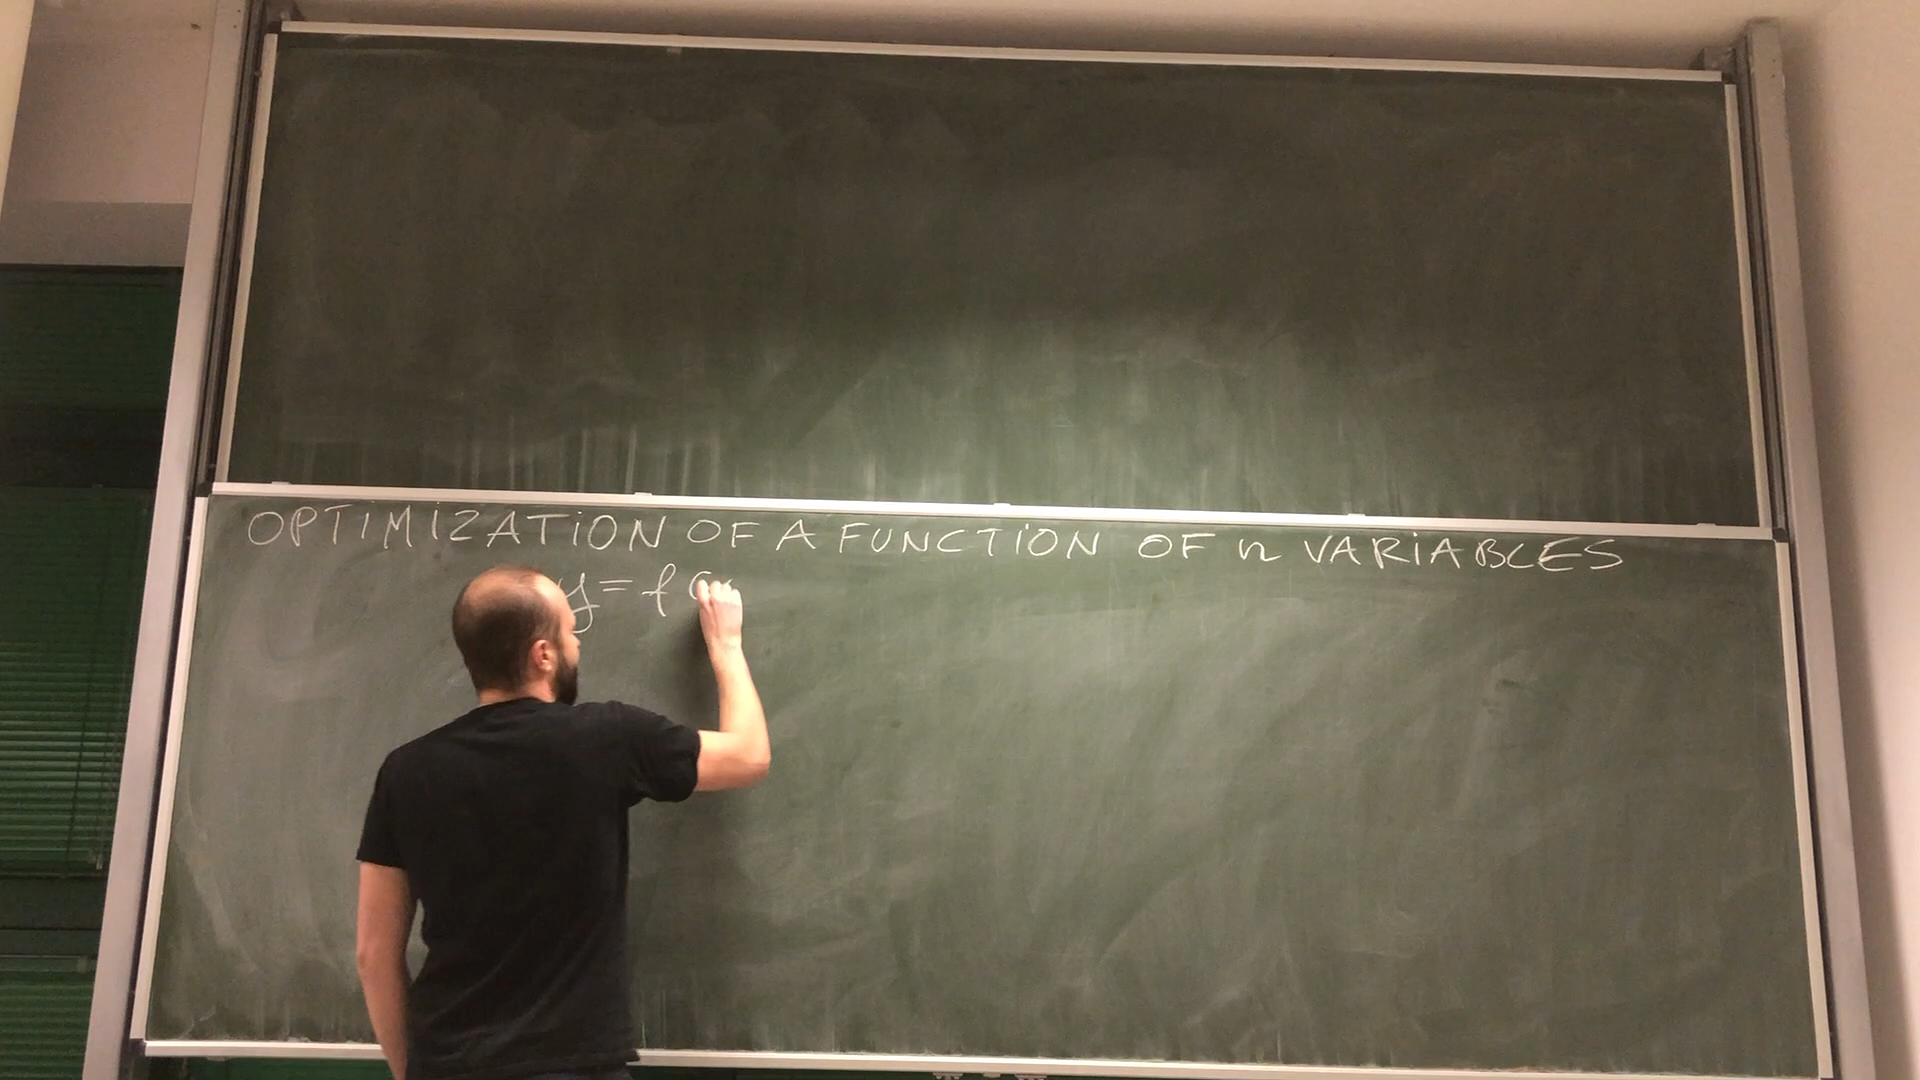 OPTIMIZATION OF A FUNCTION OF n VARIABLES
y = f (